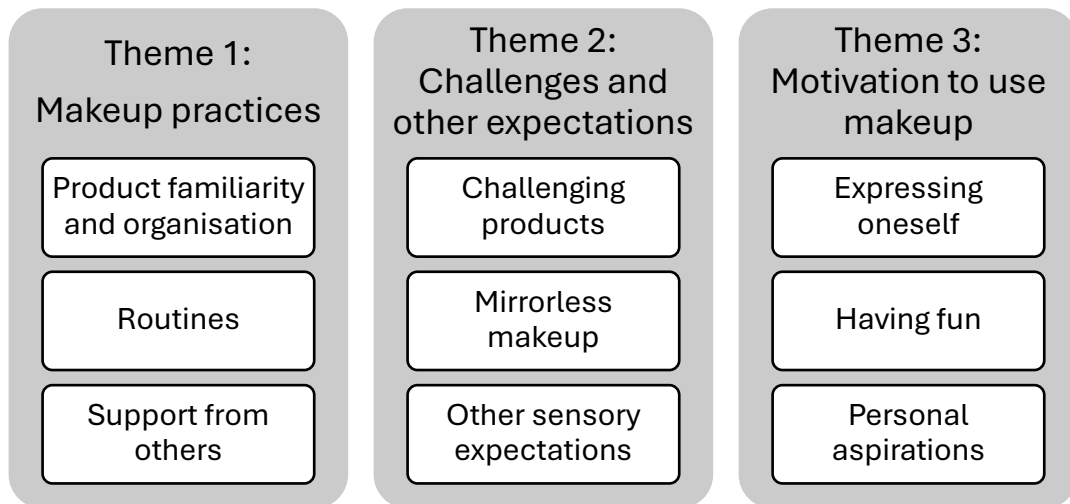 Theme 1:
Makeup practices
Product familiarity
and organisation
Routines
Support from
others
Theme 2:
Challenges and
other expectations
Challenging
products
Mirrorless
makeup
Other sensory
expectations
Theme 3:
Motivation to use
makeup
Expressing
oneself
Having fun
Personal
aspirations